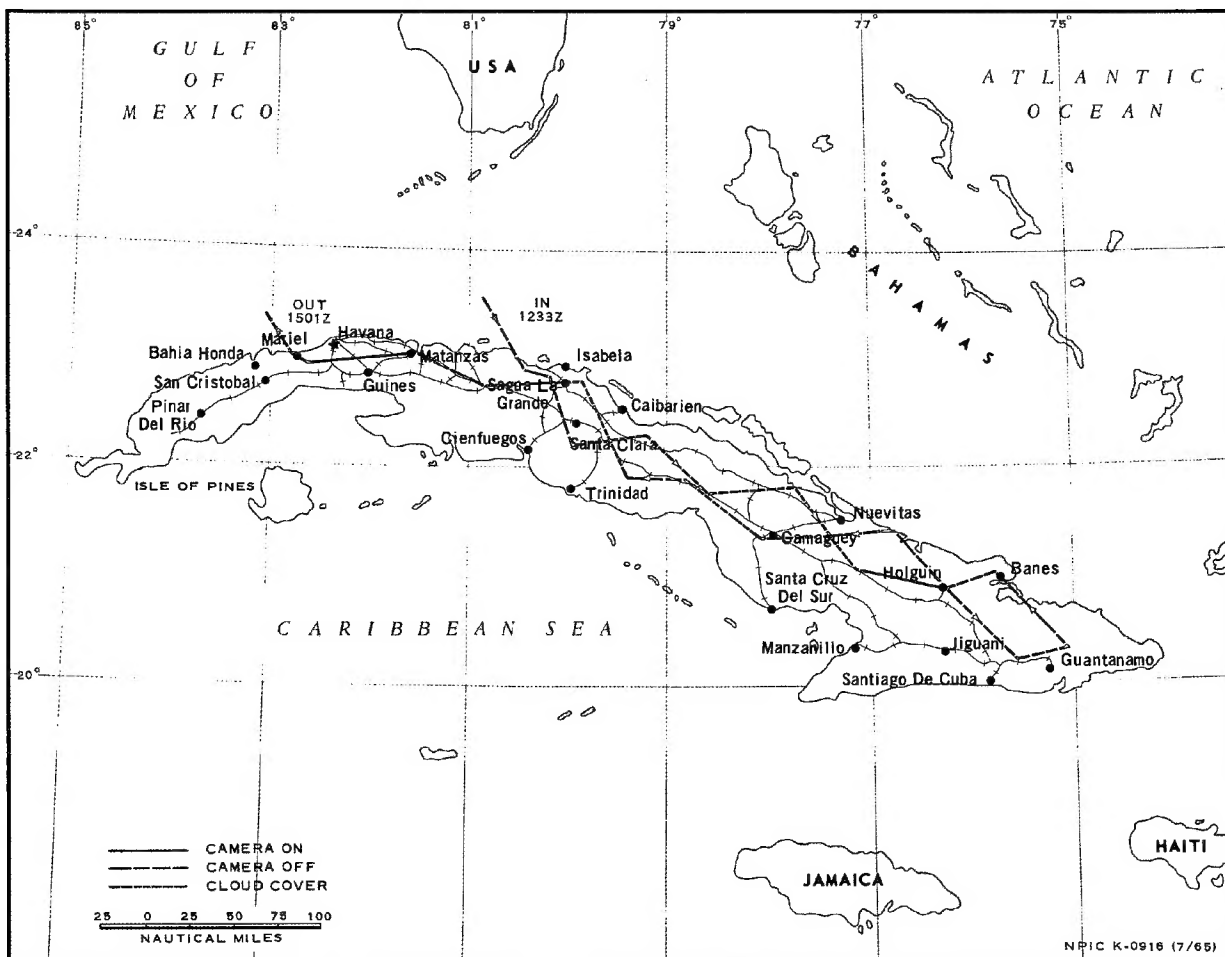 85°
83°
81°
79°
77°
75°
GULF
OF
MEXICO
USA
ATLANTIC
OCEAN
24°
BAHAMAS
OUT
1501Z
IN
1233Z
Mariel
Havana
Bahia Honda
Matanzas
Isabela
San Cristobal
Guines
Sagua La
Grande
Caibarien
Pinar
Del Rio
Cienfuegos
Santa Clara
22°
ISLE OF PINES
Trinidad
Nuevitas
Camaguey
Holguin
Banes
Santa Cruz
Del Sur
CARIBBEAN SEA
Manzanillo
Jiguani
Guantanamo
20°
Santiago De Cuba
CAMERA ON
CAMERA OFF
CLOUD COVER
25 0 25 50 75 100
NAUTICAL MILES
JAMAICA
HAITI
NPIC K-0916 (7/65)